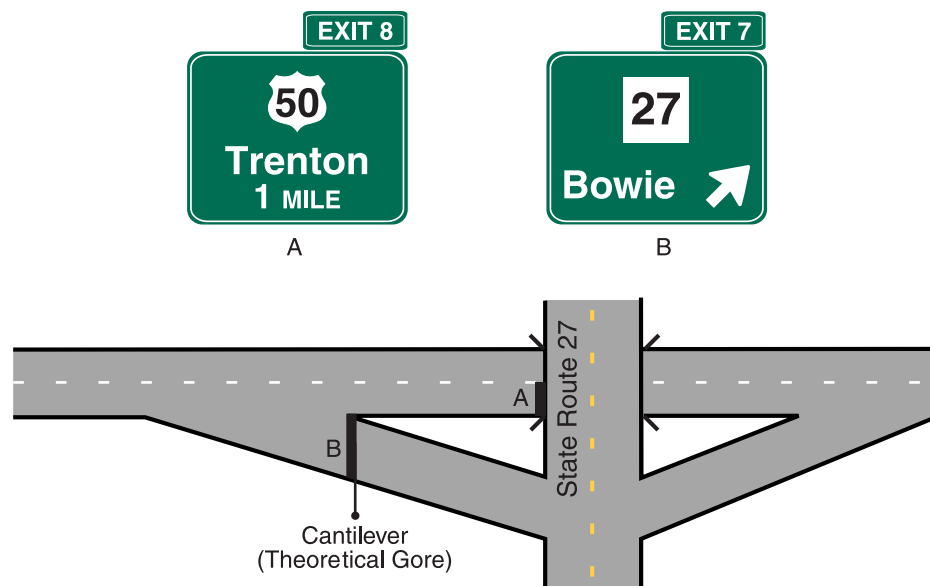 EXIT 8
50
Trenton
1 MILE
A
EXIT 7
27
Bowie
B
State Route 27
A
B
Cantilever
(Theoretical Gore)